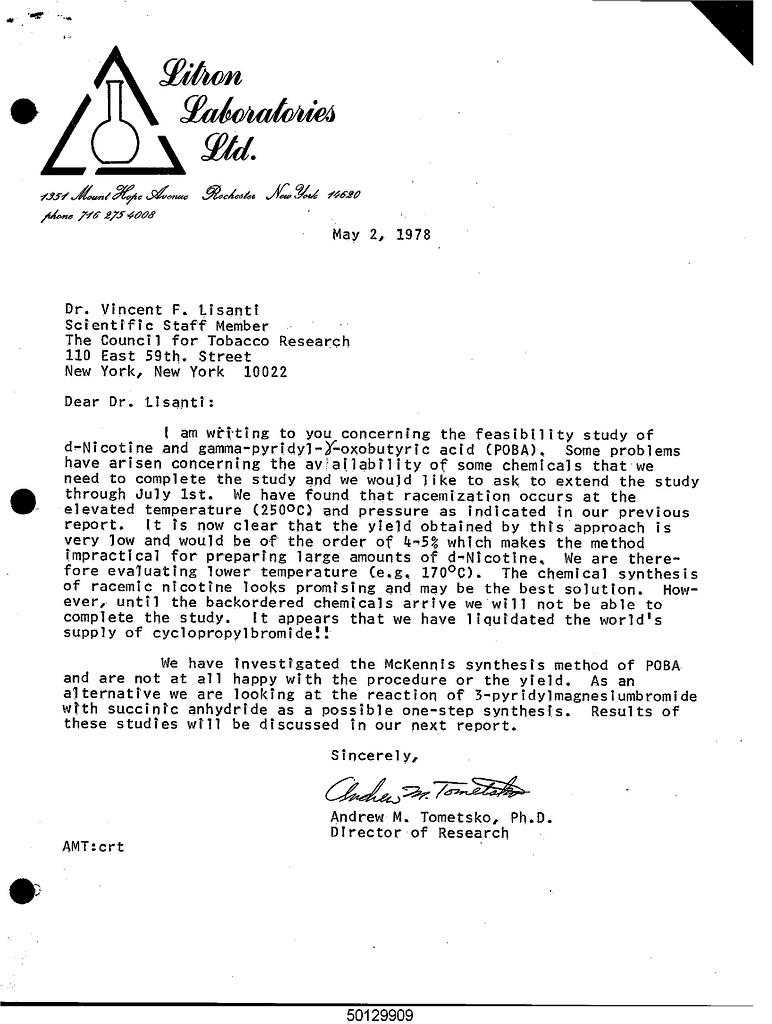 Litron
Laboratories
Ltd.
1351 Mount Hope Avenue Rochester New York 14620
phone 716 275 4008
May 2, 1978
Dr. Vincent F. Lisanti
Scientific Staff Member
The Council for Tobacco Research
110 East 59th. Street
New York, New York 10022
Dear Dr. Lisanti:
I am writing to you concerning the feasibility study of
d-Nicotine and gamma-pyridyl-γ-oxobutyric acid (POBA). Some problems
have arisen concerning the availability of some chemicals that we
need to complete the study and we would like to ask to extend the study
through July 1st. We have found that racemization occurs at the
elevated temperature (250°C) and pressure as indicated in our previous
report. It is now clear that the yield obtained by this approach is
very low and would be of the order of 4-5% which makes the method
impractical for preparing large amounts of d-Nicotine. We are there-
fore evaluating lower temperature (e.g. 170°C). The chemical synthesis
of racemic nicotine looks promising and may be the best solution. How-
ever, until the backordered chemicals arrive we will not be able to
complete the study. It appears that we have liquidated the world's
supply of cyclopropylbromide!!
We have investigated the McKennis synthesis method of POBA
and are not at all happy with the procedure or the yield. As an
alternative we are looking at the reaction of 3-pyridylmagnesiumbromide
with succinic anhydride as a possible one-step synthesis. Results of
these studies will be discussed in our next report.
Sincerely,
Andrew M. Tometsko
Andrew M. Tometsko, Ph.D.
Director of Research
AMT:crt
50129909